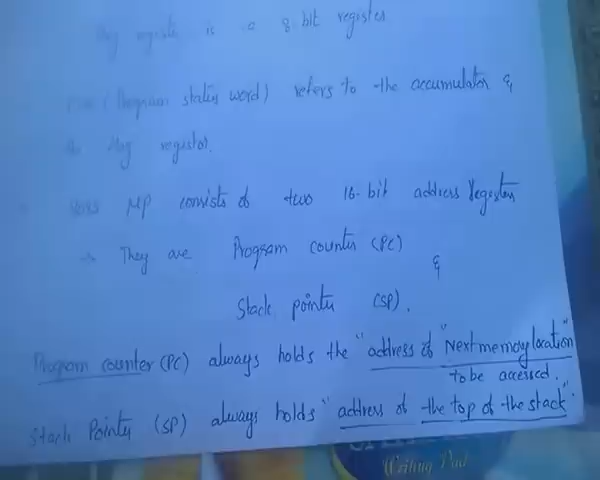 Flag register is a 8 bit register.
PSW (Program status word) refers to the accumulator &
the flag register.
8085 μP consists of two 16-bit address registers
They are Program counter (PC)
&
Stack pointer (SP).
Program counter (PC) always holds the "address of "Next memory location"
to be accessed.
Stack Pointer (SP) always holds "address of the top of the stack".
Writing Pad